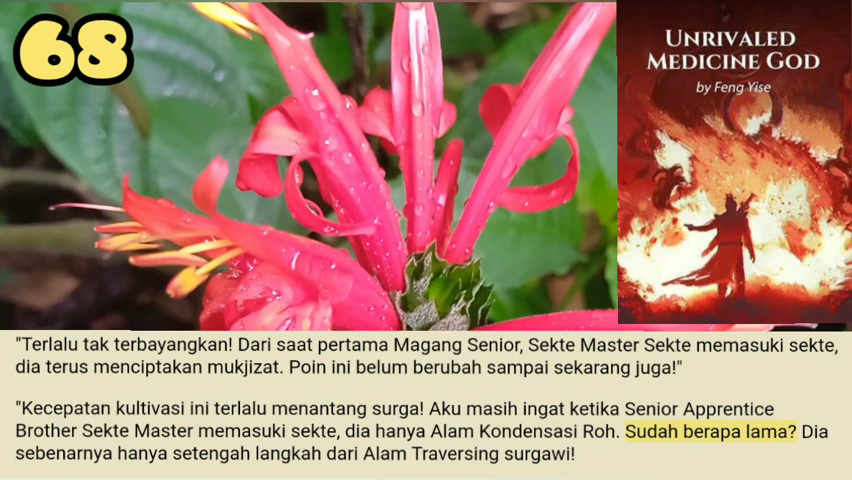 68
UNRIVALED
MEDICINE GOD
by Feng Yise
"Terlalu tak terbayangkan! Dari saat pertama Magang Senior, Sekte Master Sekte memasuki sekte,
dia terus menciptakan mukjizat. Poin ini belum berubah sampai sekarang juga!"
"Kecepatan kultivasi ini terlalu menantang surga! Aku masih ingat ketika Senior Apprentice
Brother Sekte Master memasuki sekte, dia hanya Alam Kondensasi Roh. Sudah berapa lama? Dia
sebenarnya hanya setengah langkah dari Alam Traversing surgawi!